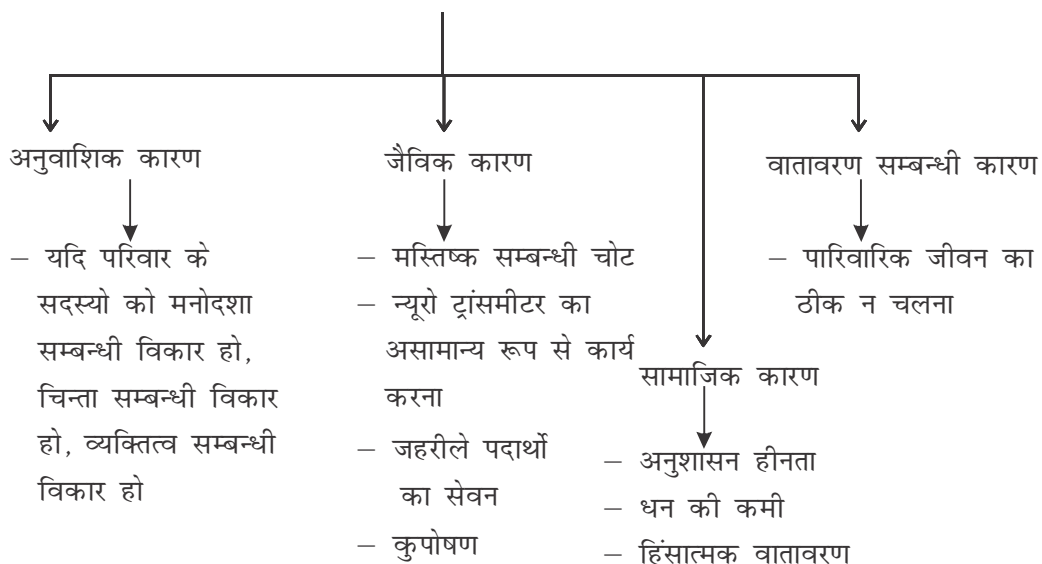 अनुवाशिक कारण
– यदि परिवार के
सदस्यो को मनोदशा
सम्बन्धी विकार हो,
चिन्ता सम्बन्धी विकार
हो, व्यक्तित्व सम्बन्धी
विकार हो
जैविक कारण
– मस्तिष्क सम्बन्धी चोट
– न्यूरो ट्रांसमीटर का
असामान्य रूप से कार्य
करना
– जहरीले पदार्थो
का सेवन
– कुपोषण
सामाजिक कारण
– अनुशासन हीनता
– धन की कमी
– हिंसात्मक वातावरण
वातावरण सम्बन्धी कारण
– पारिवारिक जीवन का
ठीक न चलना